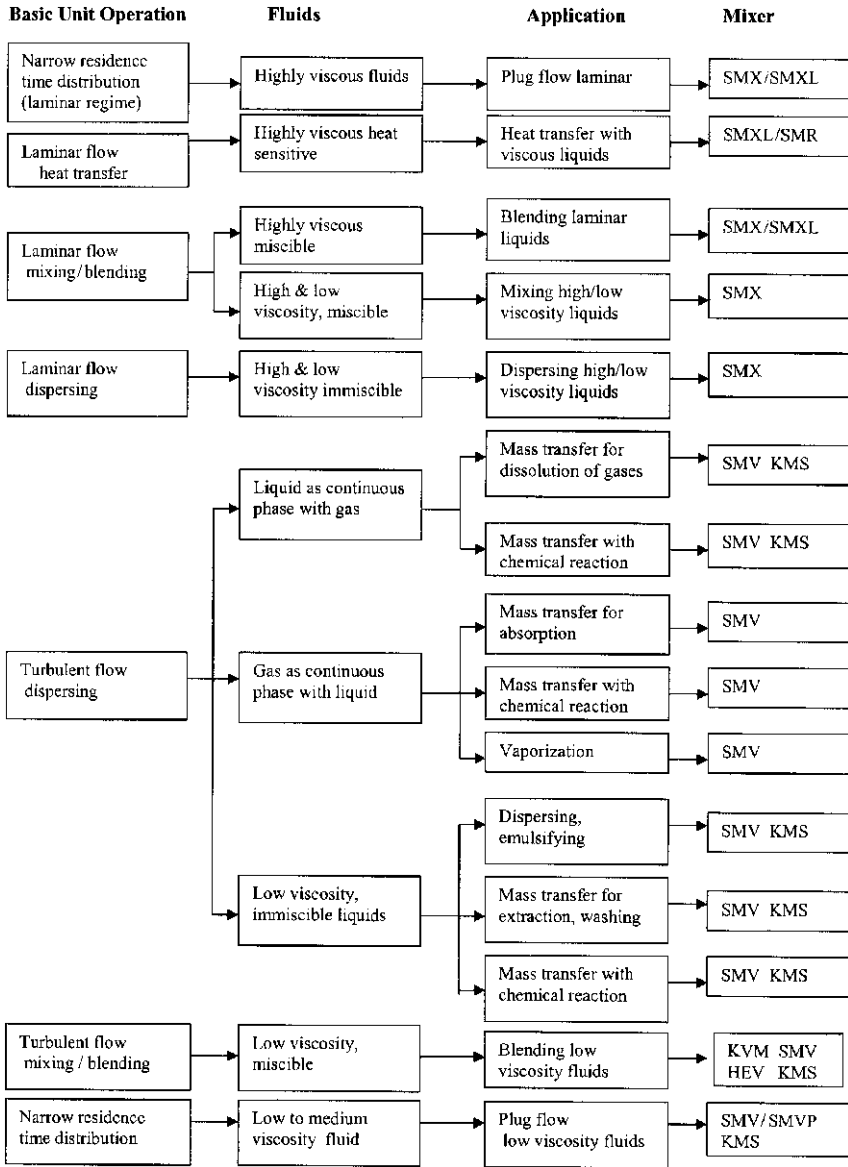 Basic Unit Operation Fluids Application Mixer
Narrow residence
time distribution
(laminar regime)
Highly viscous fluids
Plug flow laminar
SMX/SMXL
Laminar flow
heat transfer
Highly viscous heat
sensitive
Heat transfer with
viscous liquids
SMXL/SMR
Laminar flow
mixing/blending
Highly viscous
miscible
Blending laminar
liquids
SMX/SMXL
High & low
viscosity, miscible
Mixing high/low
viscosity liquids
SMX
Laminar flow
dispersing
High & low
viscosity immiscible
Dispersing high/low
viscosity liquids
SMX
Turbulent flow
dispersing
Liquid as continuous
phase with gas
Mass transfer for
dissolution of gases
SMV KMS
Mass transfer with
chemical reaction
SMV KMS
Gas as continuous
phase with liquid
Mass transfer for
absorption
SMV
Mass transfer with
chemical reaction
SMV
Vaporization
SMV
Low viscosity,
immiscible liquids
Dispersing,
emulsifying
SMV KMS
Mass transfer for
extraction, washing
SMV KMS
Mass transfer with
chemical reaction
SMV KMS
Turbulent flow
mixing / blending
Low viscosity,
miscible
Blending low
viscosity fluids
KVM SMV
HEV KMS
Narrow residence
time distribution
Low to medium
viscosity fluid
Plug flow
low viscosity fluids
SMV/SMVP
KMS